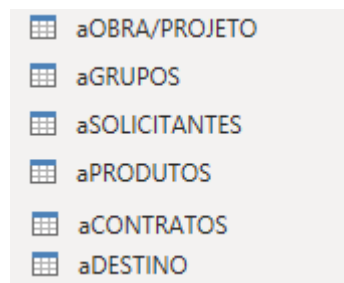 aOBRA/PROJETO
aGRUPOS
aSOLICITANTES
aPRODUTOS
aCONTRATOS
aDESTINO